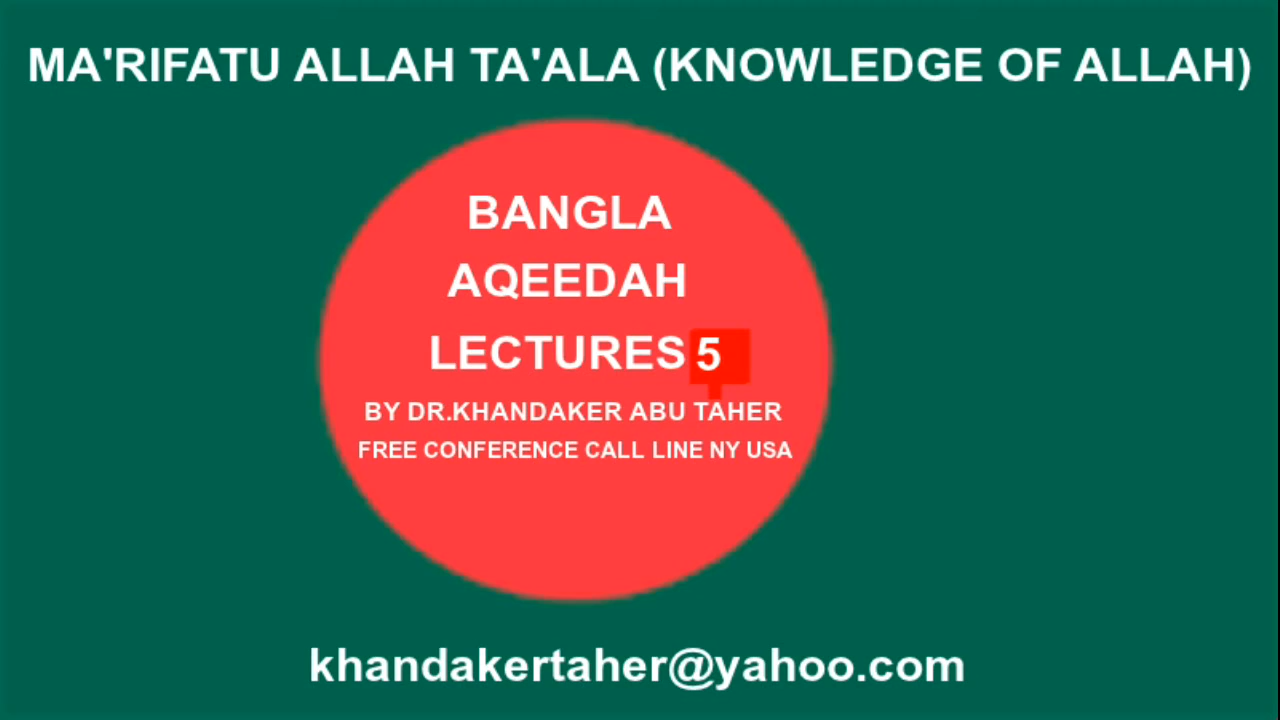 MA'RIFATU ALLAH TA'ALA (KNOWLEDGE OF ALLAH)
BANGLA
AQEEDAH
LECTURES 5
BY DR.KHANDAKER ABU TAHER
FREE CONFERENCE CALL LINE NY USA
khandakertaher@yahoo.com